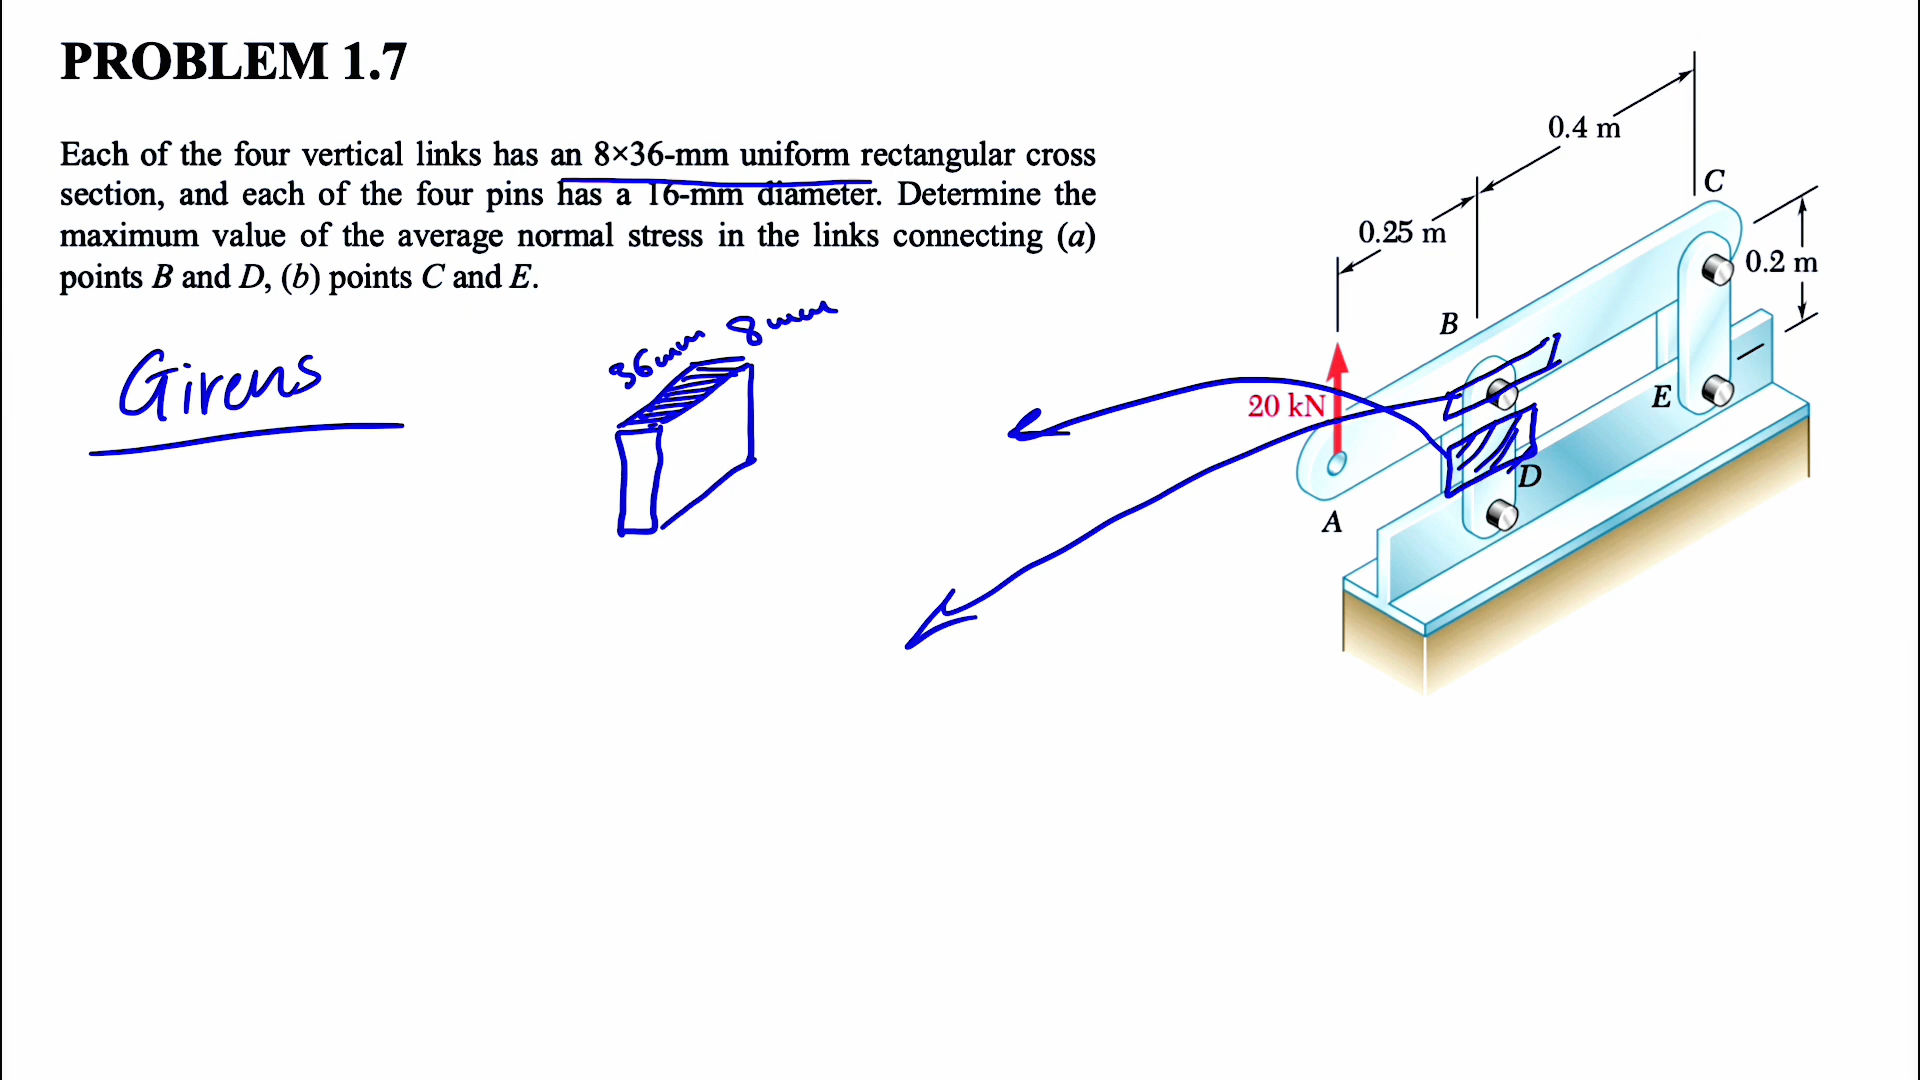 PROBLEM 1.7
Each of the four vertical links has an 8×36-mm uniform rectangular cross
section, and each of the four pins has a 16-mm diameter. Determine the
maximum value of the average normal stress in the links connecting (a)
points B and D, (b) points C and E.
Girens
36mm 8mm
0.4 m
C
0.25 m
0.2 m
B
20 kN
E
D
A